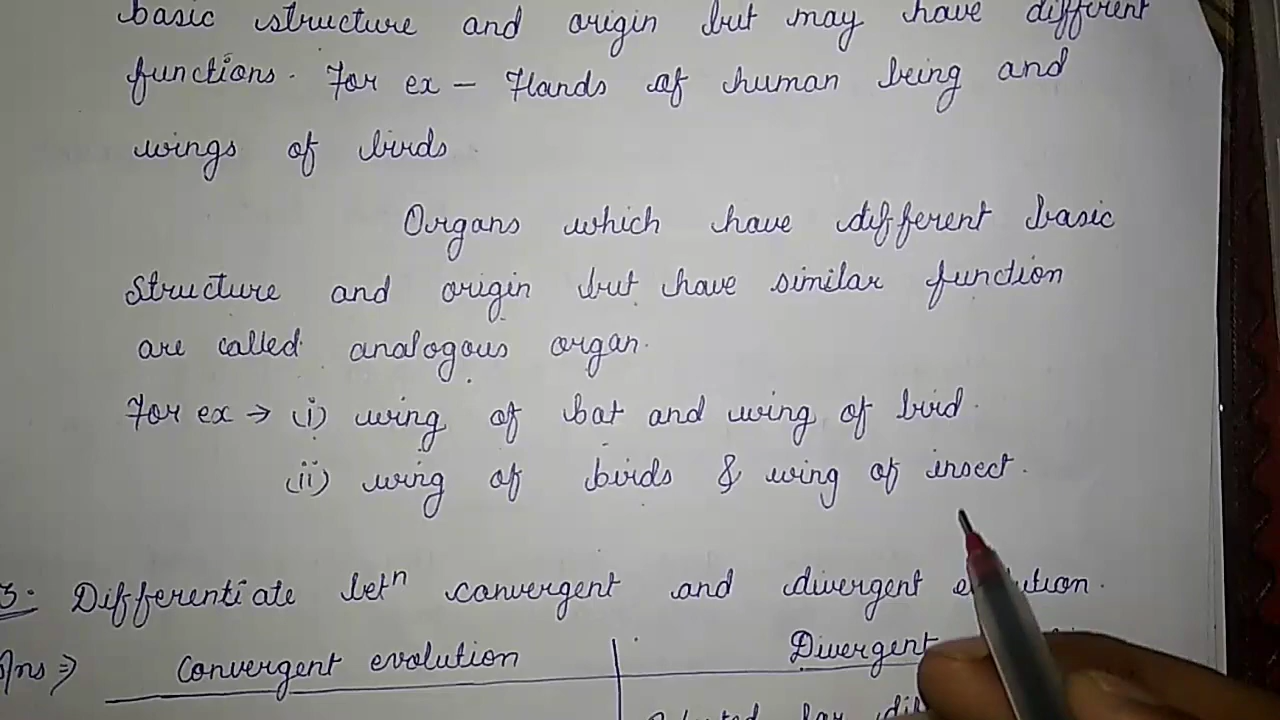 basic structure and origin but may have different
functions. For ex - Hands of human being and
wings of birds
Organs which have different basic
structure and origin but have similar function
are called analogous organ.
For ex → (i) wing of bat and wing of bird.
(ii) wing of birds & wing of insect.
3. Differentiate betⁿ convergent and divergent evolution.
Ans ⇒ Convergent evolution Divergent